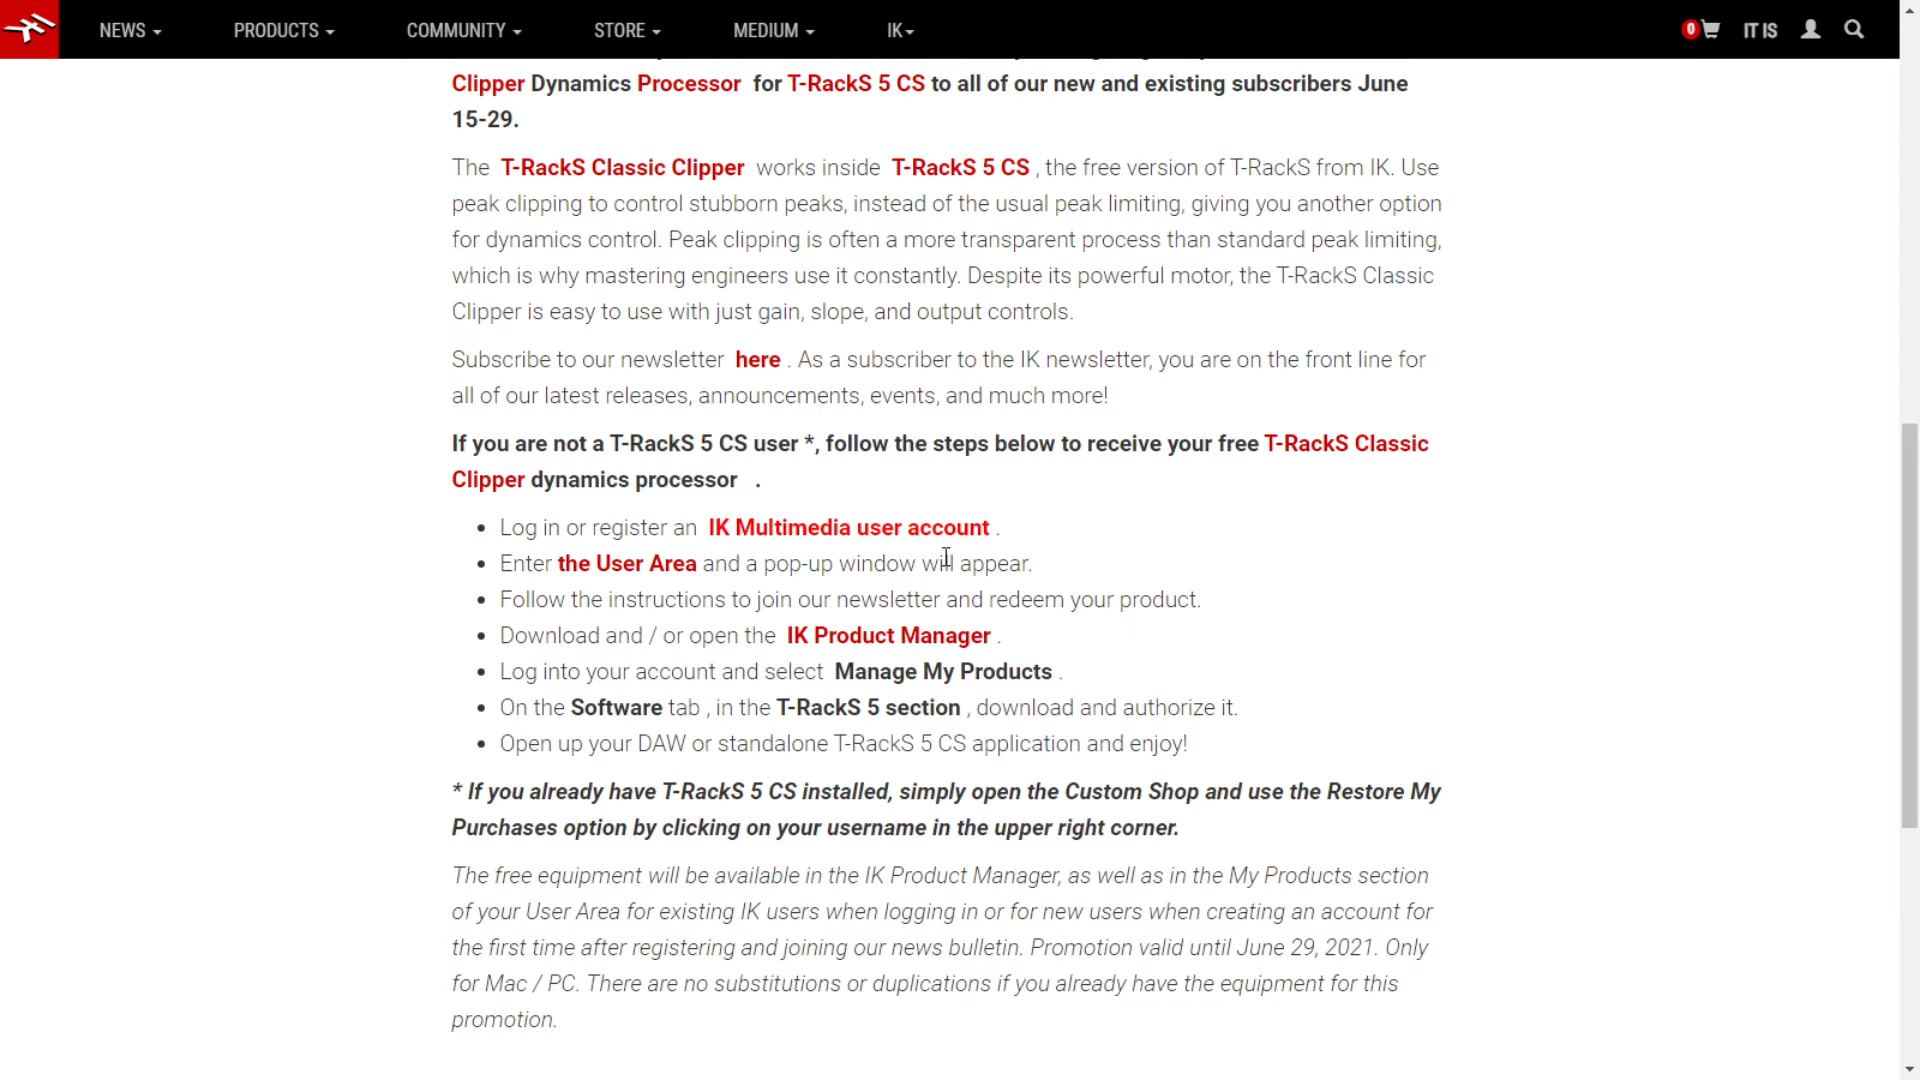 NEWS PRODUCTS COMMUNITY STORE MEDIUM IK 0 IT IS
Clipper Dynamics Processor for T-RackS 5 CS to all of our new and existing subscribers June
15-29.
The T-RackS Classic Clipper works inside T-RackS 5 CS , the free version of T-RackS from IK. Use
peak clipping to control stubborn peaks, instead of the usual peak limiting, giving you another option
for dynamics control. Peak clipping is often a more transparent process than standard peak limiting,
which is why mastering engineers use it constantly. Despite its powerful motor, the T-RackS Classic
Clipper is easy to use with just gain, slope, and output controls.
Subscribe to our newsletter here . As a subscriber to the IK newsletter, you are on the front line for
all of our latest releases, announcements, events, and much more!
If you are not a T-RackS 5 CS user *, follow the steps below to receive your free T-RackS Classic
Clipper dynamics processor .
• Log in or register an IK Multimedia user account .
• Enter the User Area and a pop-up window will appear.
• Follow the instructions to join our newsletter and redeem your product.
• Download and / or open the IK Product Manager .
• Log into your account and select Manage My Products .
• On the Software tab , in the T-RackS 5 section , download and authorize it.
• Open up your DAW or standalone T-RackS 5 CS application and enjoy!
* If you already have T-RackS 5 CS installed, simply open the Custom Shop and use the Restore My
Purchases option by clicking on your username in the upper right corner.
The free equipment will be available in the IK Product Manager, as well as in the My Products section
of your User Area for existing IK users when logging in or for new users when creating an account for
the first time after registering and joining our news bulletin. Promotion valid until June 29, 2021. Only
for Mac / PC. There are no substitutions or duplications if you already have the equipment for this
promotion.